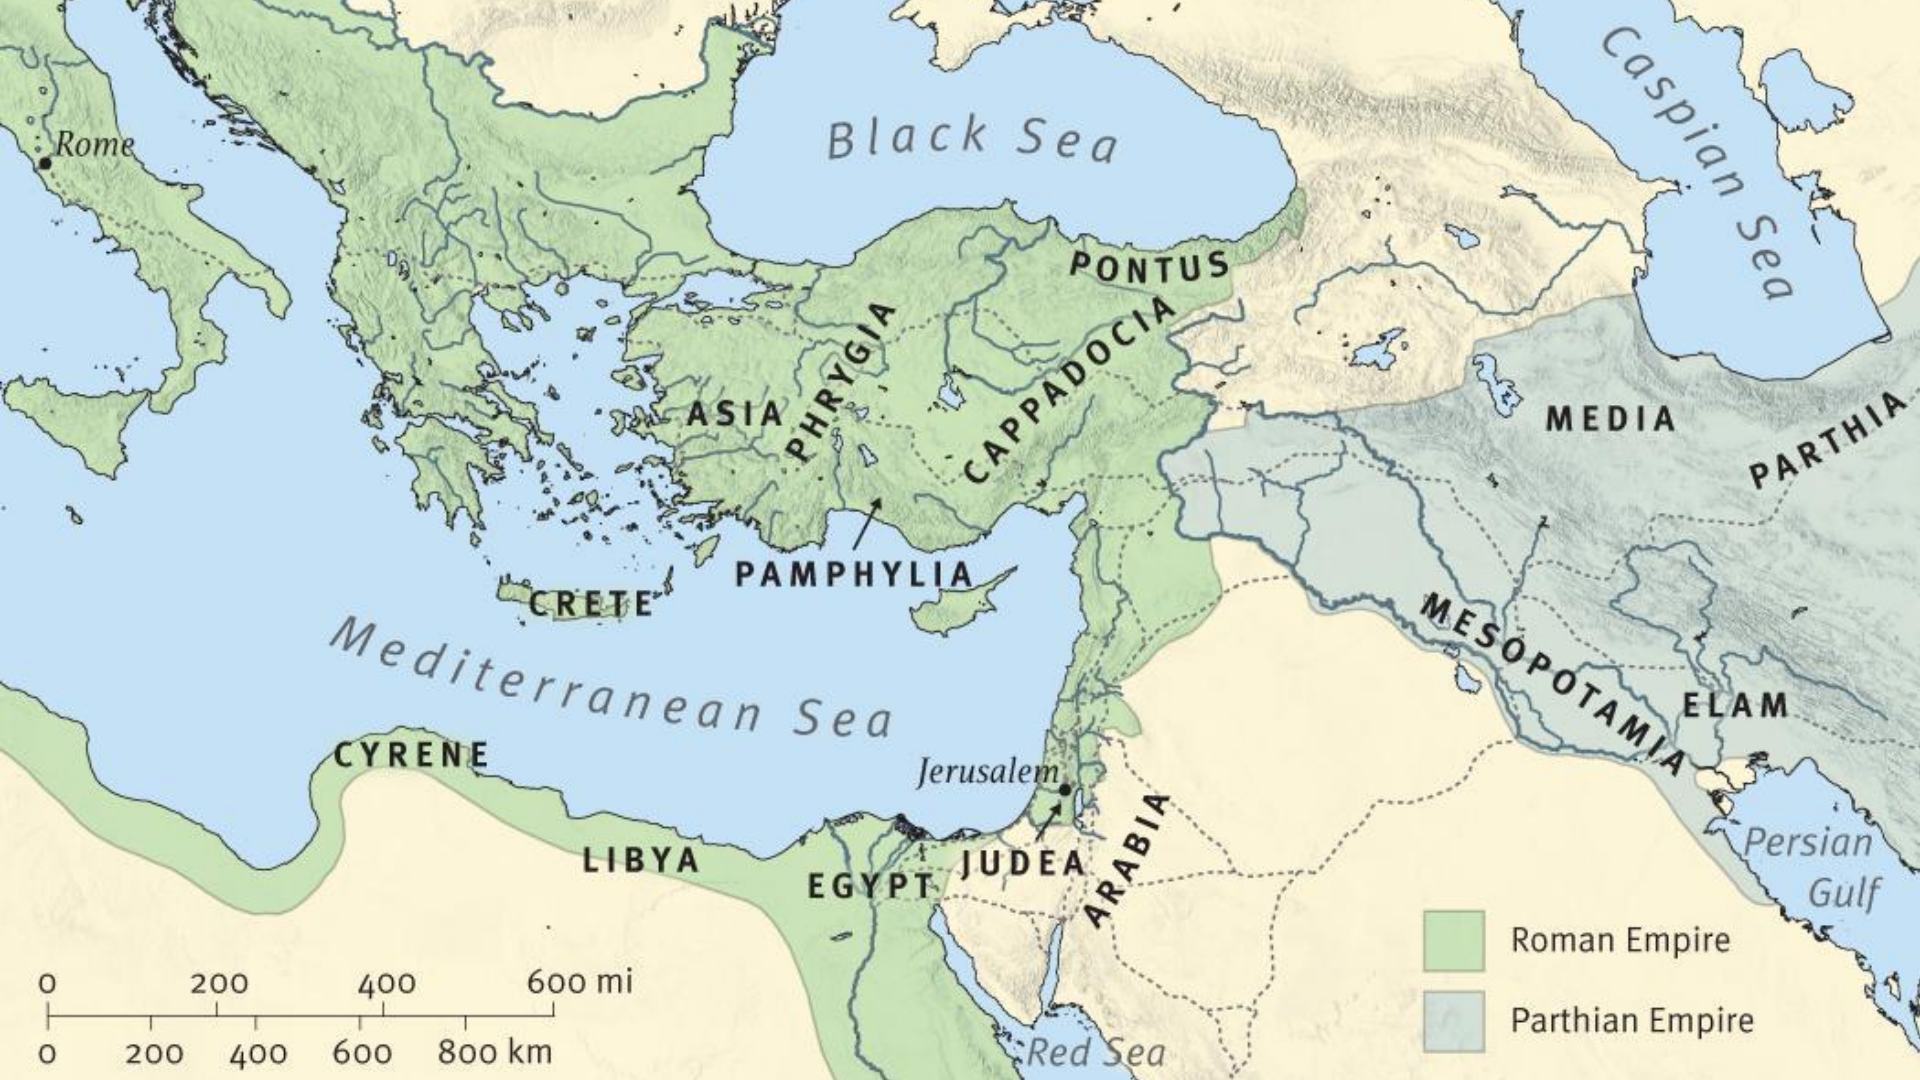 Caspian Sea
Black Sea
Rome
PONTUS
PHRYGIA
CAPPADOCIA
ASIA
MEDIA
PARTHIA
PAMPHYLIA
CRETE
Mediterranean Sea
MESOPOTAMIA
ELAM
CYRENE
Jerusalem
ARABIA
LIBYA
EGYPT
JUDEA
Persian
Gulf
Roman Empire
0 200 400 600 mi
Parthian Empire
0 200 400 600 800 km
Red Sea